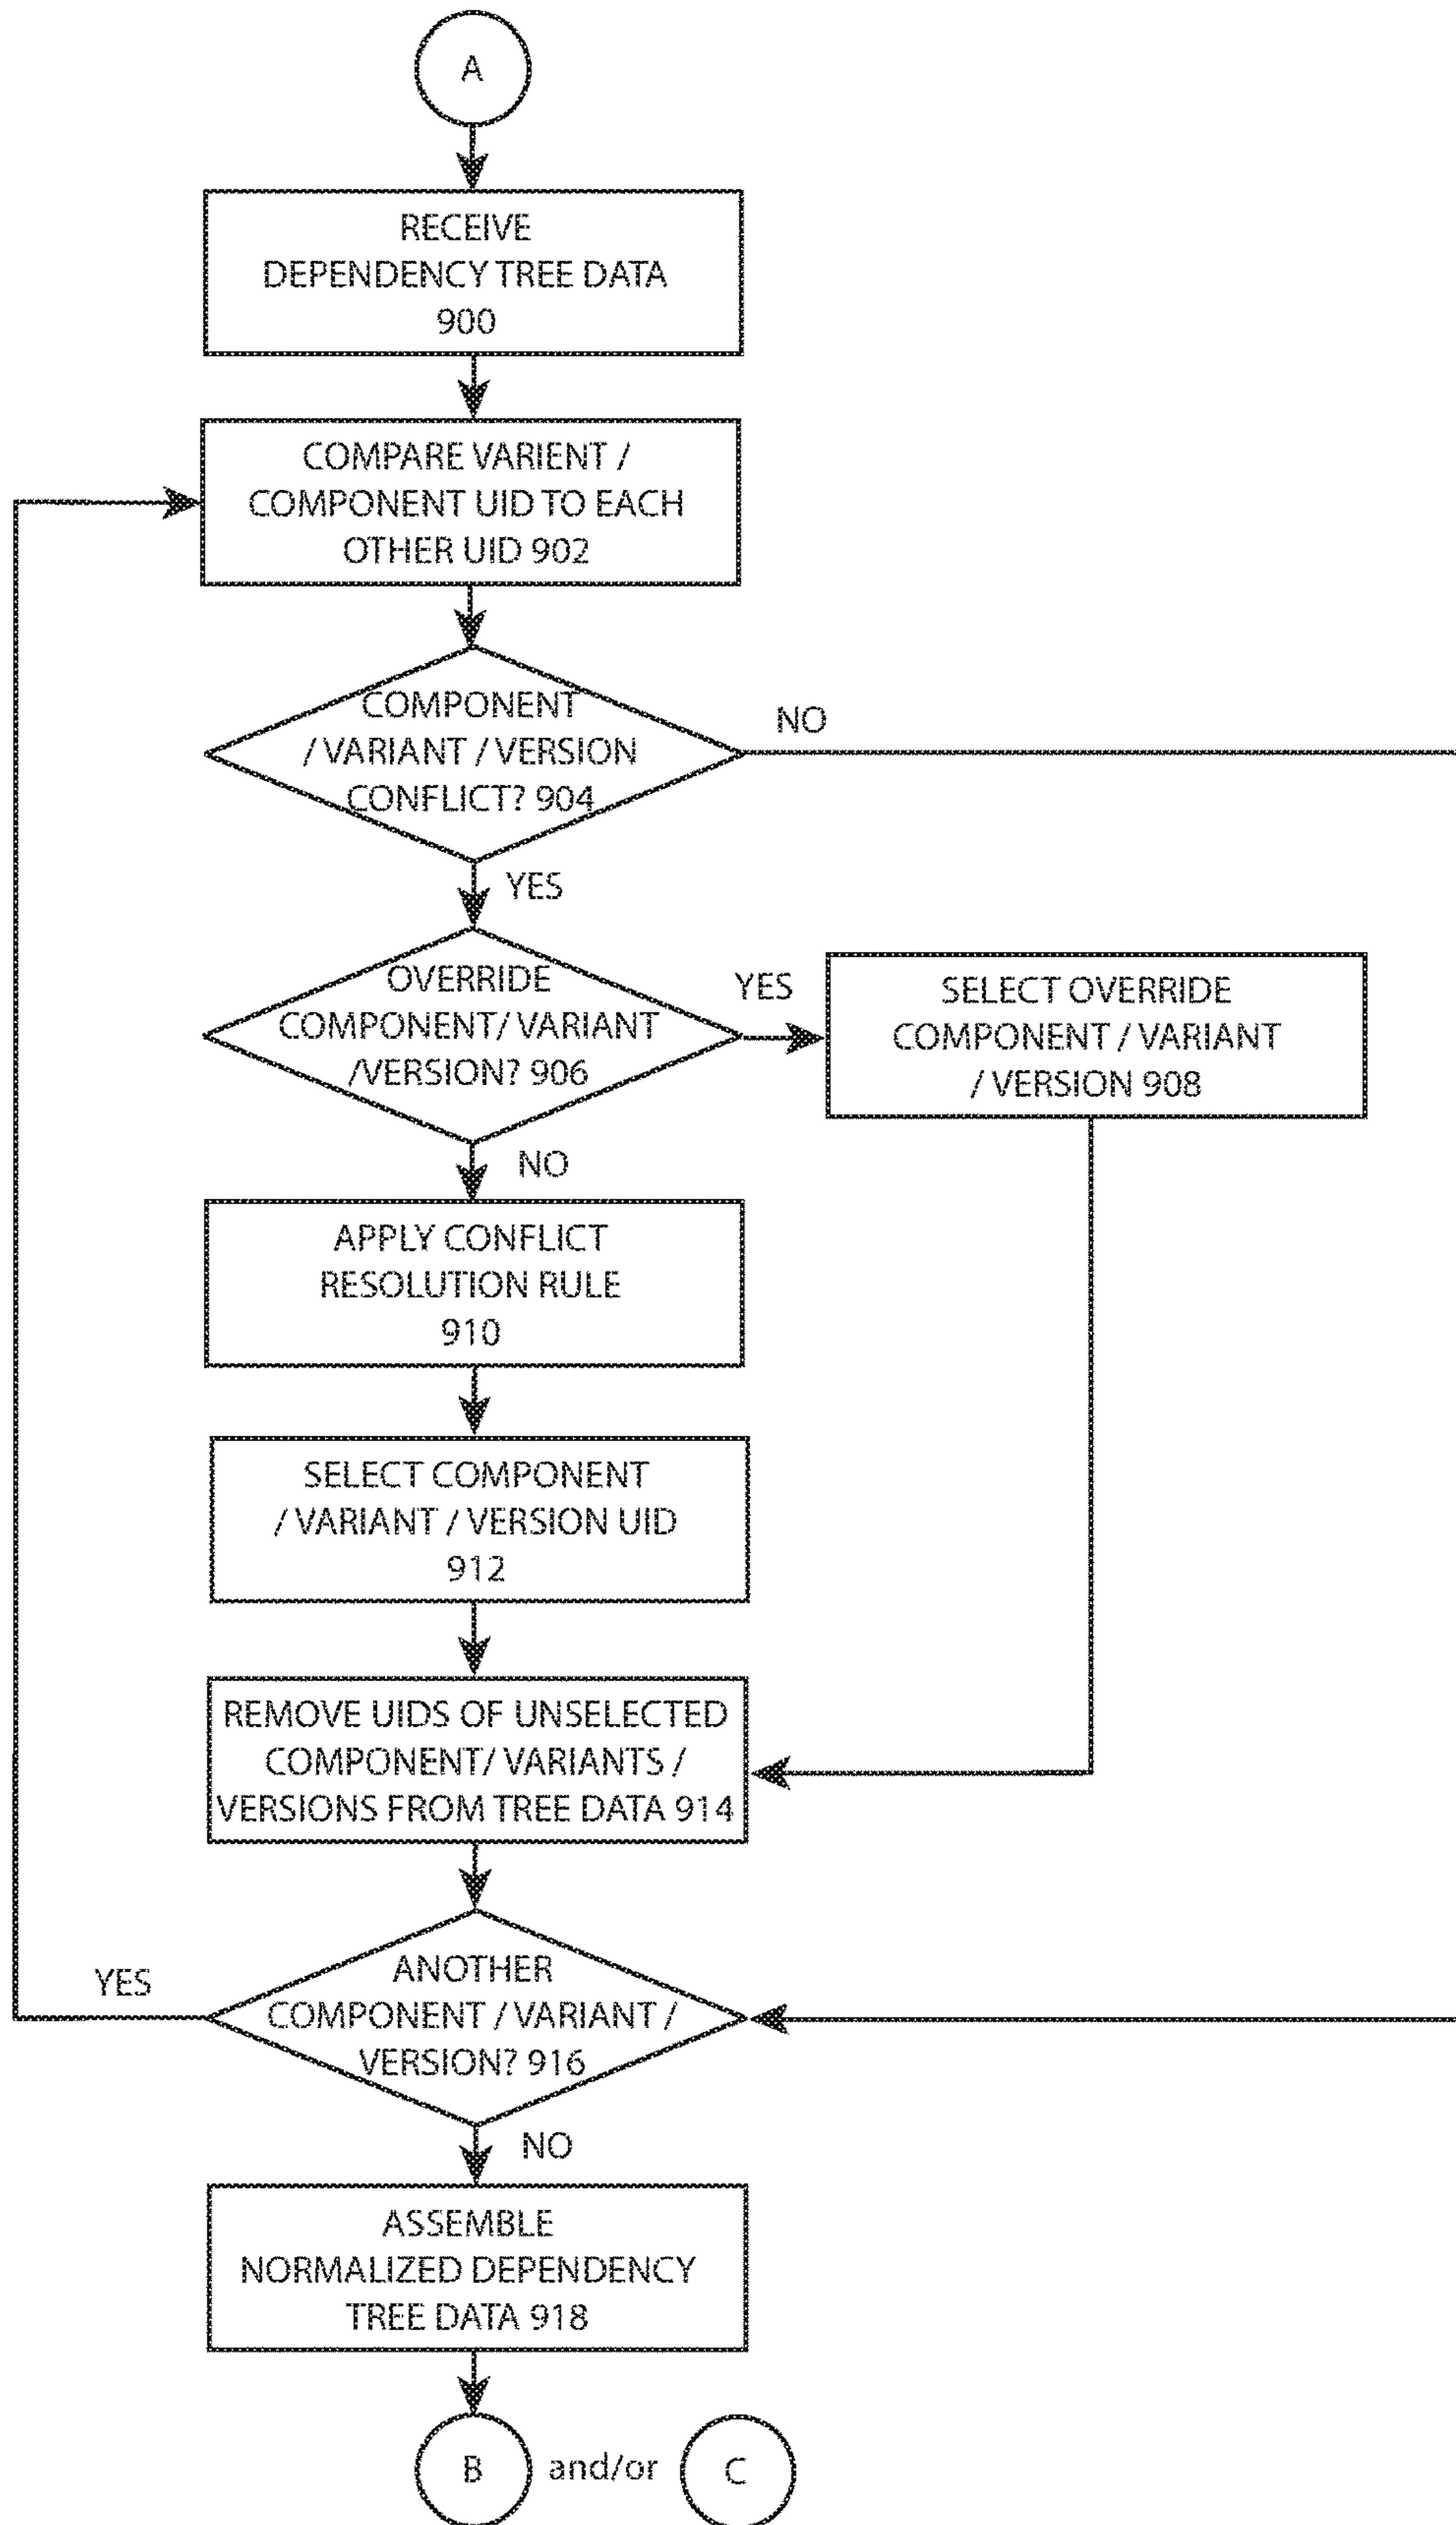 A
RECEIVE
DEPENDENCY TREE DATA
900
COMPARE VARIENT /
COMPONENT UID TO EACH
OTHER UID 902
COMPONENT
/ VARIANT / VERSION
CONFLICT? 904
NO
YES
OVERRIDE
COMPONENT/ VARIANT
/VERSION? 906
YES
SELECT OVERRIDE
COMPONENT / VARIANT
/ VERSION 908
NO
APPLY CONFLICT
RESOLUTION RULE
910
SELECT COMPONENT
/ VARIANT / VERSION UID
912
REMOVE UIDS OF UNSELECTED
COMPONENT/ VARIANTS /
VERSIONS FROM TREE DATA 914
ANOTHER
COMPONENT / VARIANT /
VERSION? 916
YES
NO
ASSEMBLE
NORMALIZED DEPENDENCY
TREE DATA 918
B and/or C